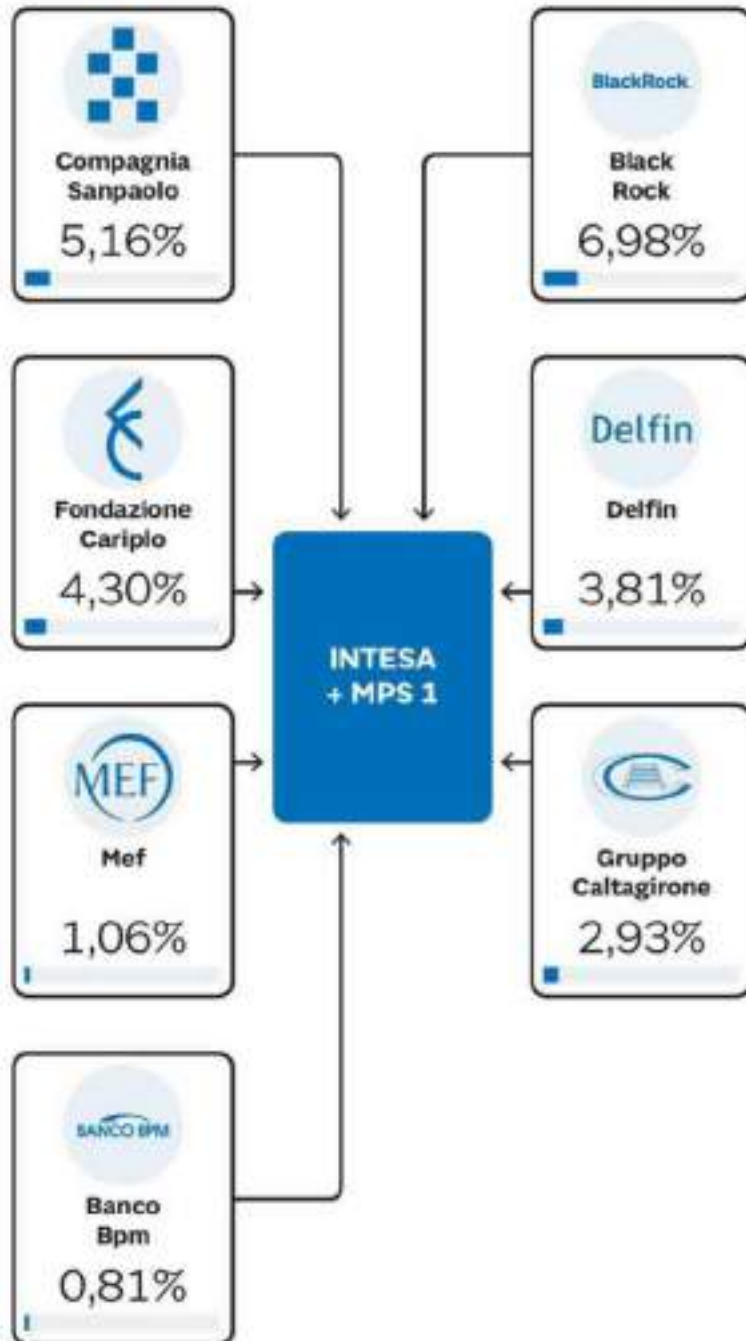 Compagnia
Sanpaolo
5,16%
BlackRock
Black
Rock
6,98%
Fondazione
Cariplo
4,30%
Delfin
Delfin
3,81%
INTESA
+ MPS 1
MEF
Mef
1,06%
Gruppo
Caltagirone
2,93%
BANCO BPM
Banco
Bpm
0,81%